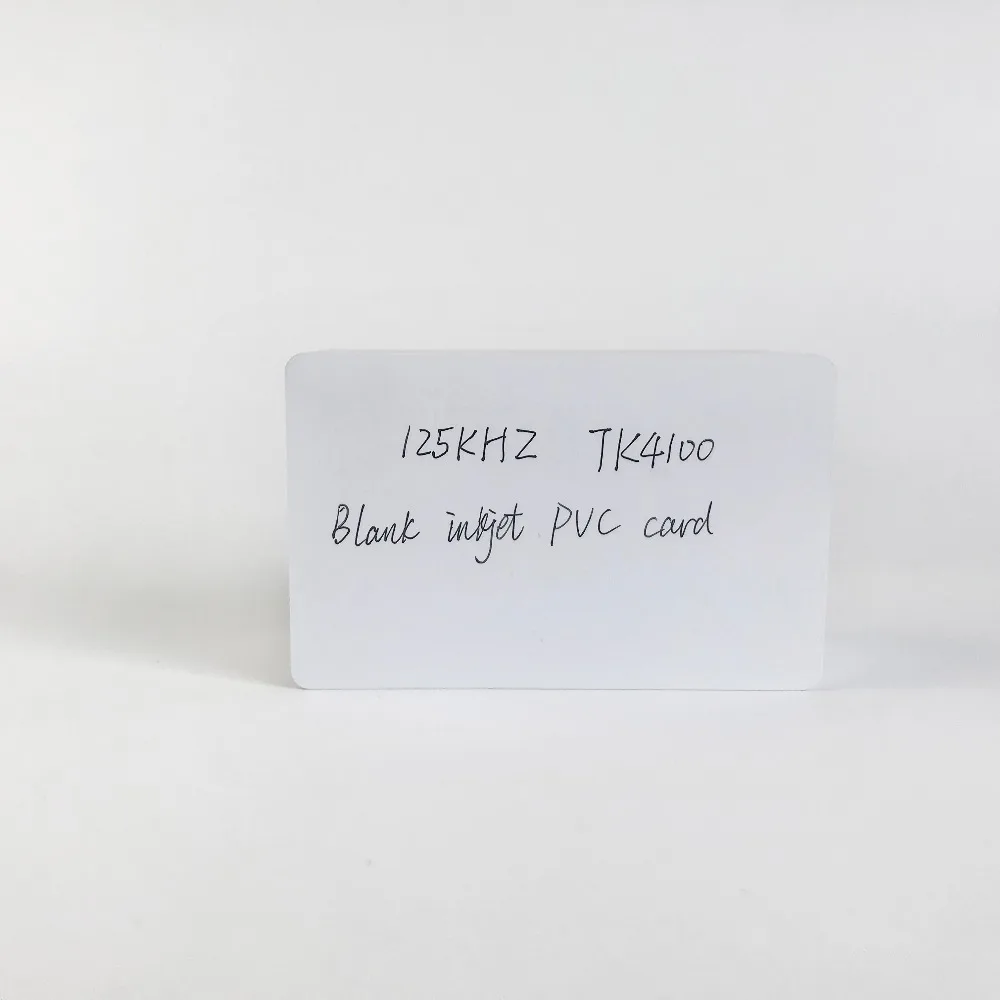 125KHZ TK4100
Blank inkjet PVC card